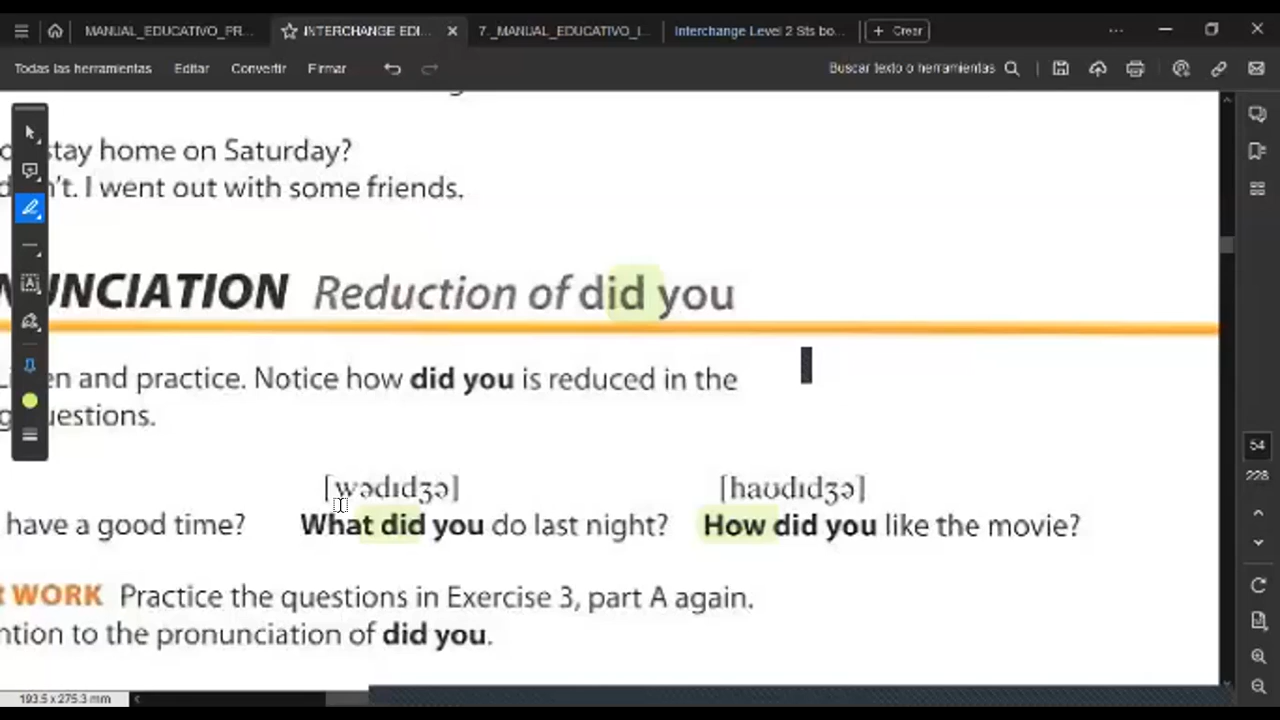 MANUAL_EDUCATIVO_PR...
INTERCHANGE EDI...
7._MANUAL_EDUCATIVO_I...
Interchange Level 2 Sts bo...
+ Crear
Todas las herramientas
Editar
Convertir
Firmar
Buscar texto o herramientas
stay home on Saturday?
n't. I went out with some friends.
NUNCIATION Reduction of did you
en and practice. Notice how did you is reduced in the
uestions.
[wədɪdʒə] [haʊdɪdʒə]
have a good time? What did you do last night? How did you like the movie?
WORK Practice the questions in Exercise 3, part A again.
ntion to the pronunciation of did you.
54
228
193.5 x 275.3 mm